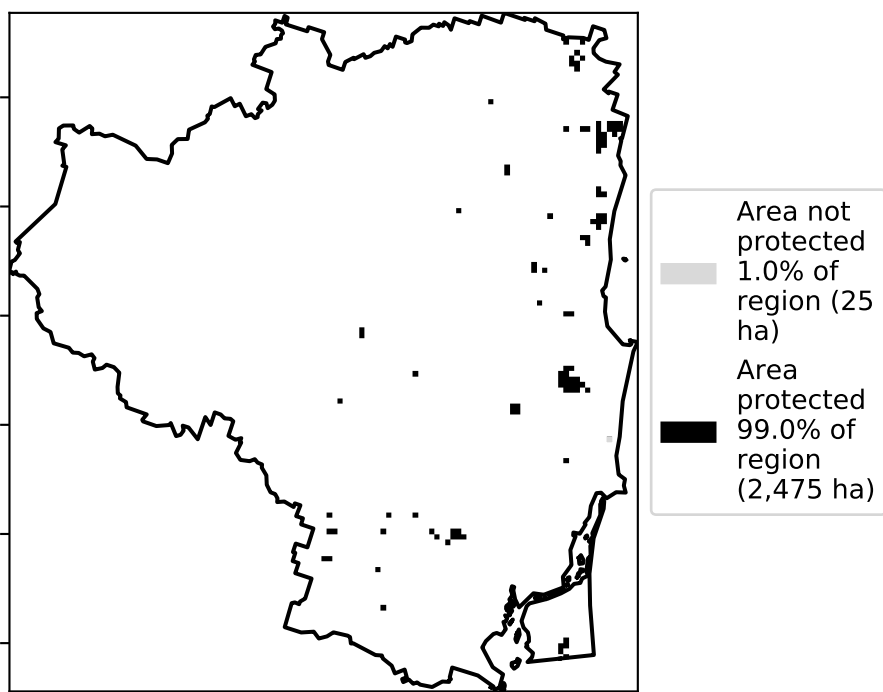 Area not
protected
1.0% of
region (25
ha)
Area
protected
99.0% of
region
(2,475 ha)